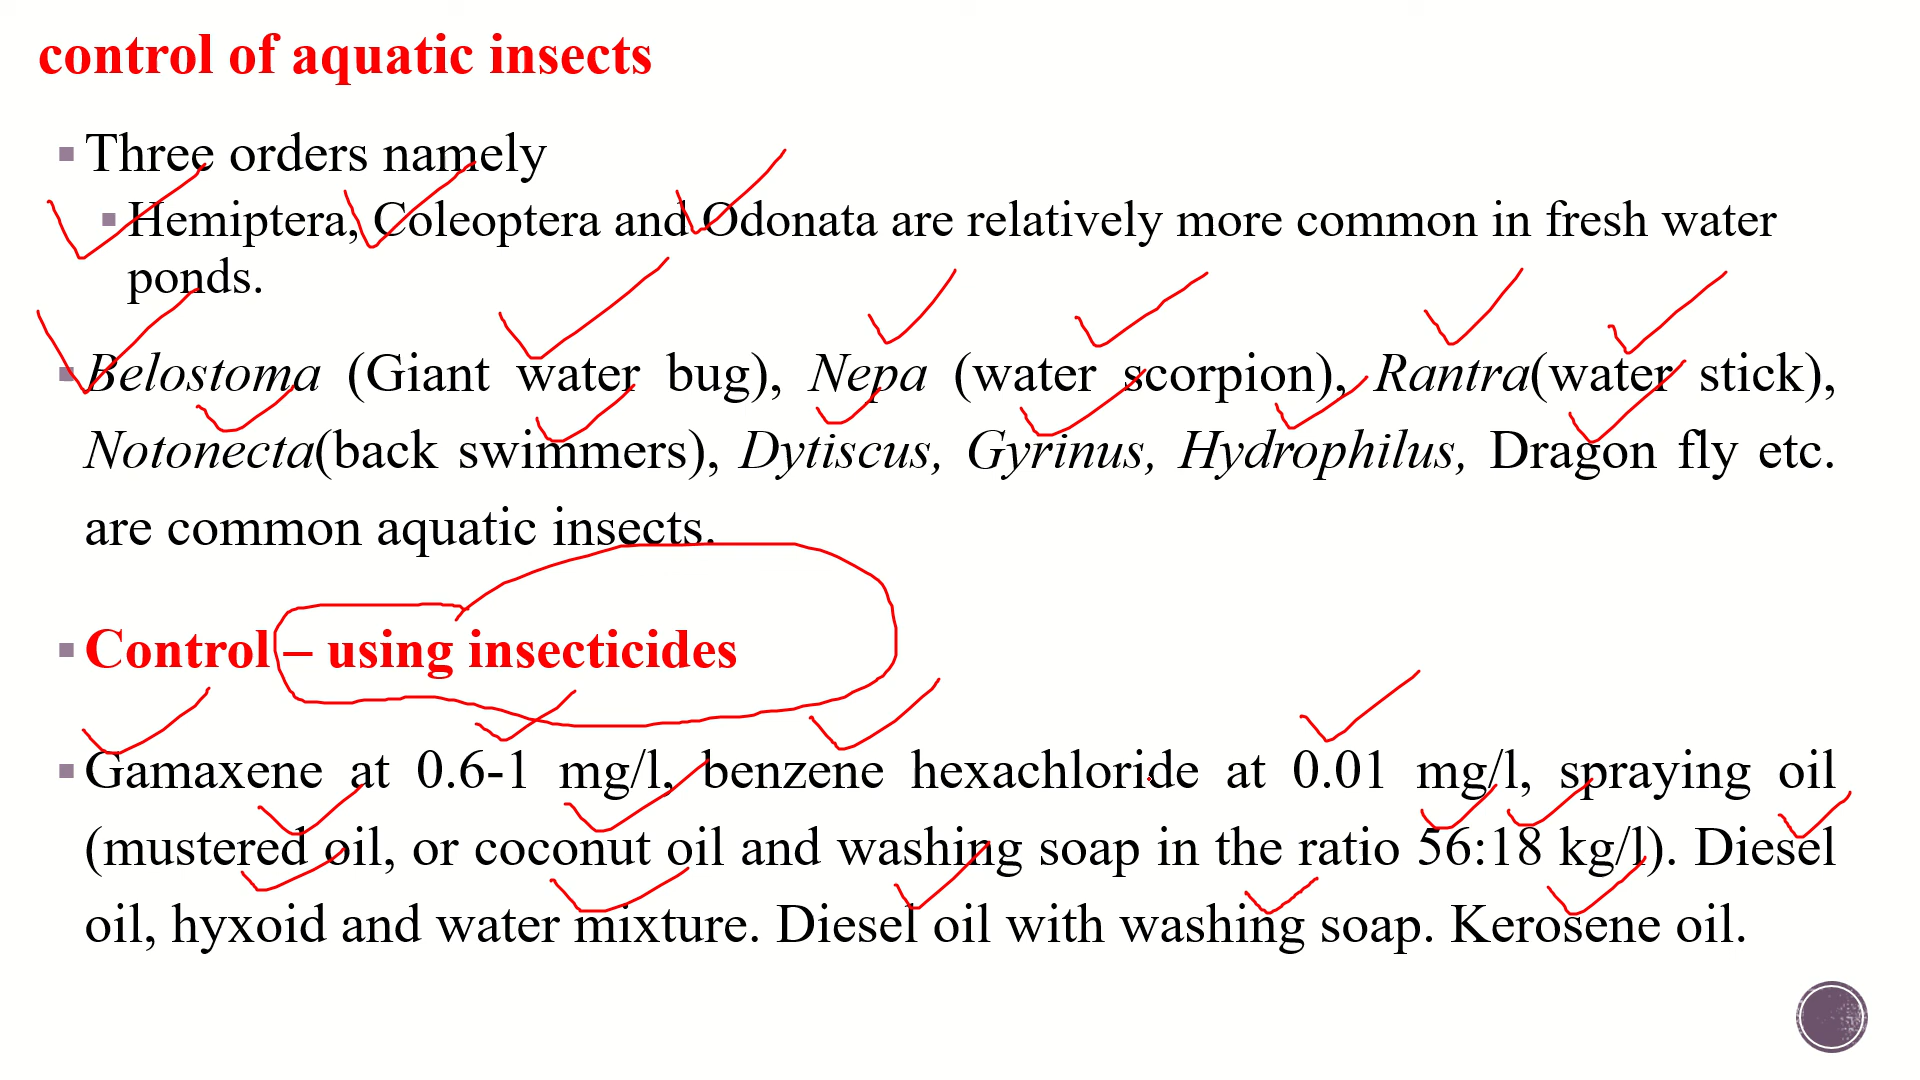 control of aquatic insects
Three orders namely
Hemiptera, Coleoptera and Odonata are relatively more common in fresh water
ponds.
Belostoma (Giant water bug), Nepa (water scorpion), Rantra(water stick),
Notonecta(back swimmers), Dytiscus, Gyrinus, Hydrophilus, Dragon fly etc.
are common aquatic insects.
Control – using insecticides
Gamaxene at 0.6-1 mg/l, benzene hexachloride at 0.01 mg/l, spraying oil
(mustered oil, or coconut oil and washing soap in the ratio 56:18 kg/l). Diesel
oil, hyxoid and water mixture. Diesel oil with washing soap. Kerosene oil.